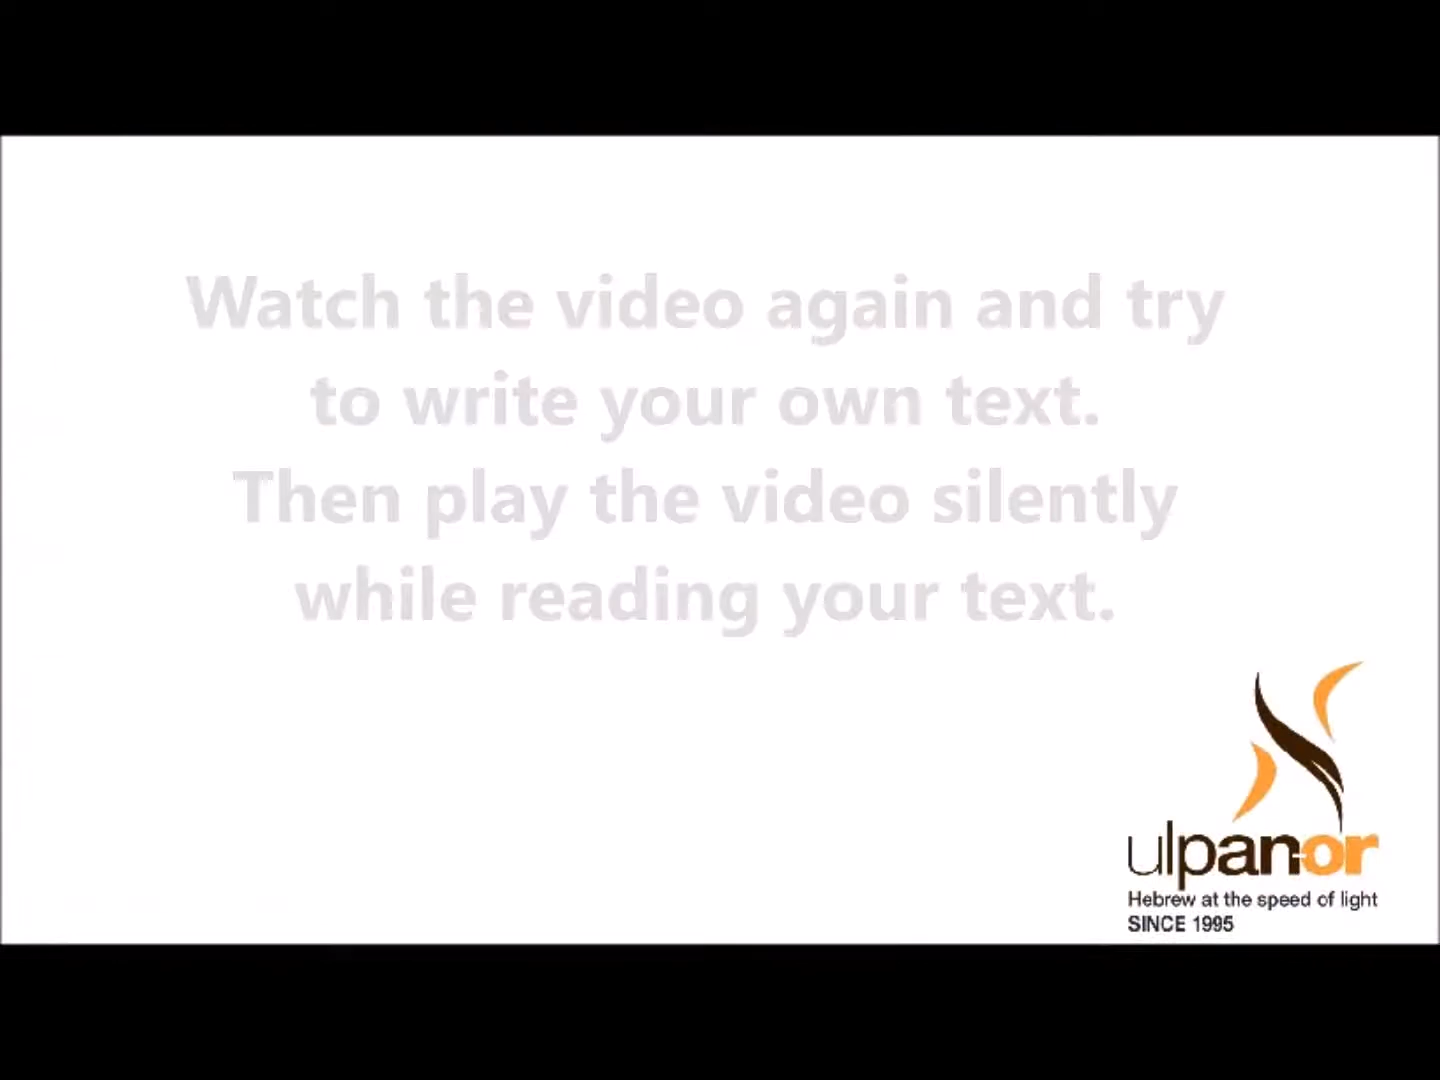 Watch the video again and try
to write your own text.
Then play the video silently
while reading your text.
ulpan-or
Hebrew at the speed of light
SINCE 1995